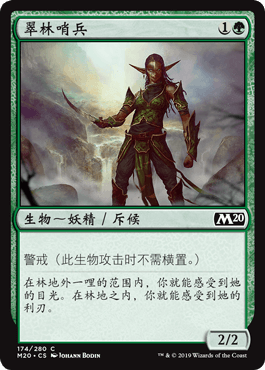 翠林哨兵 1
生物～妖精／斥候 M20
警戒（此生物攻击时不需横置。）
在林地外一哩的范围内，你就能感受到她
的目光。在林地之内，你就能感受到她的
利刃。
2/2
174/280 C
M20 • CS Johann Bodin
™ & © 2019 Wizards of the Coast